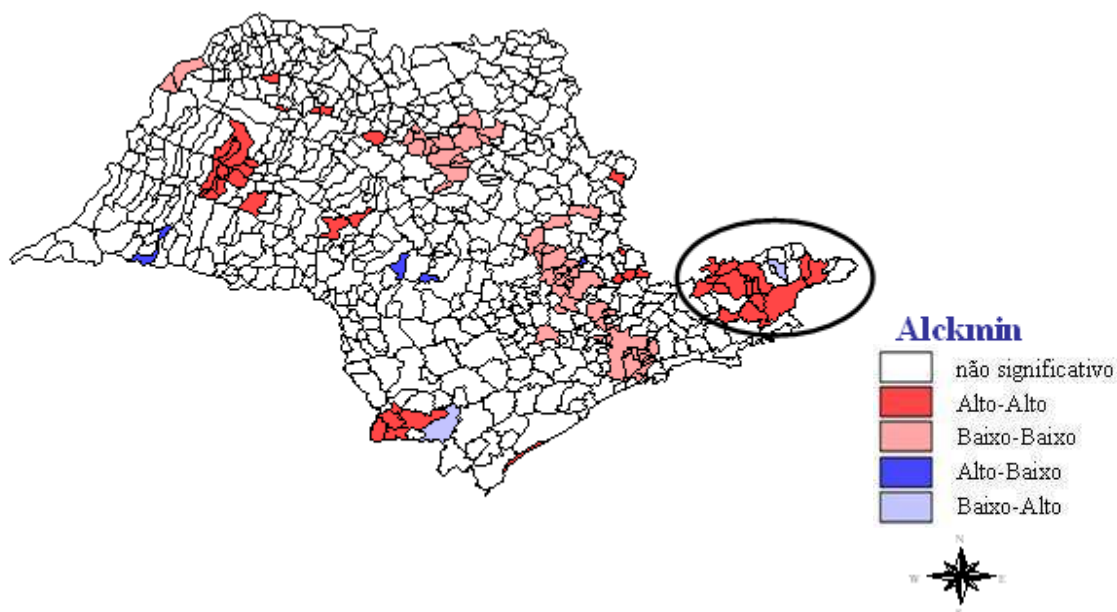 Alckmin
não significativo
Alto-Alto
Baixo-Baixo
Alto-Baixo
Baixo-Alto
N
W E
S